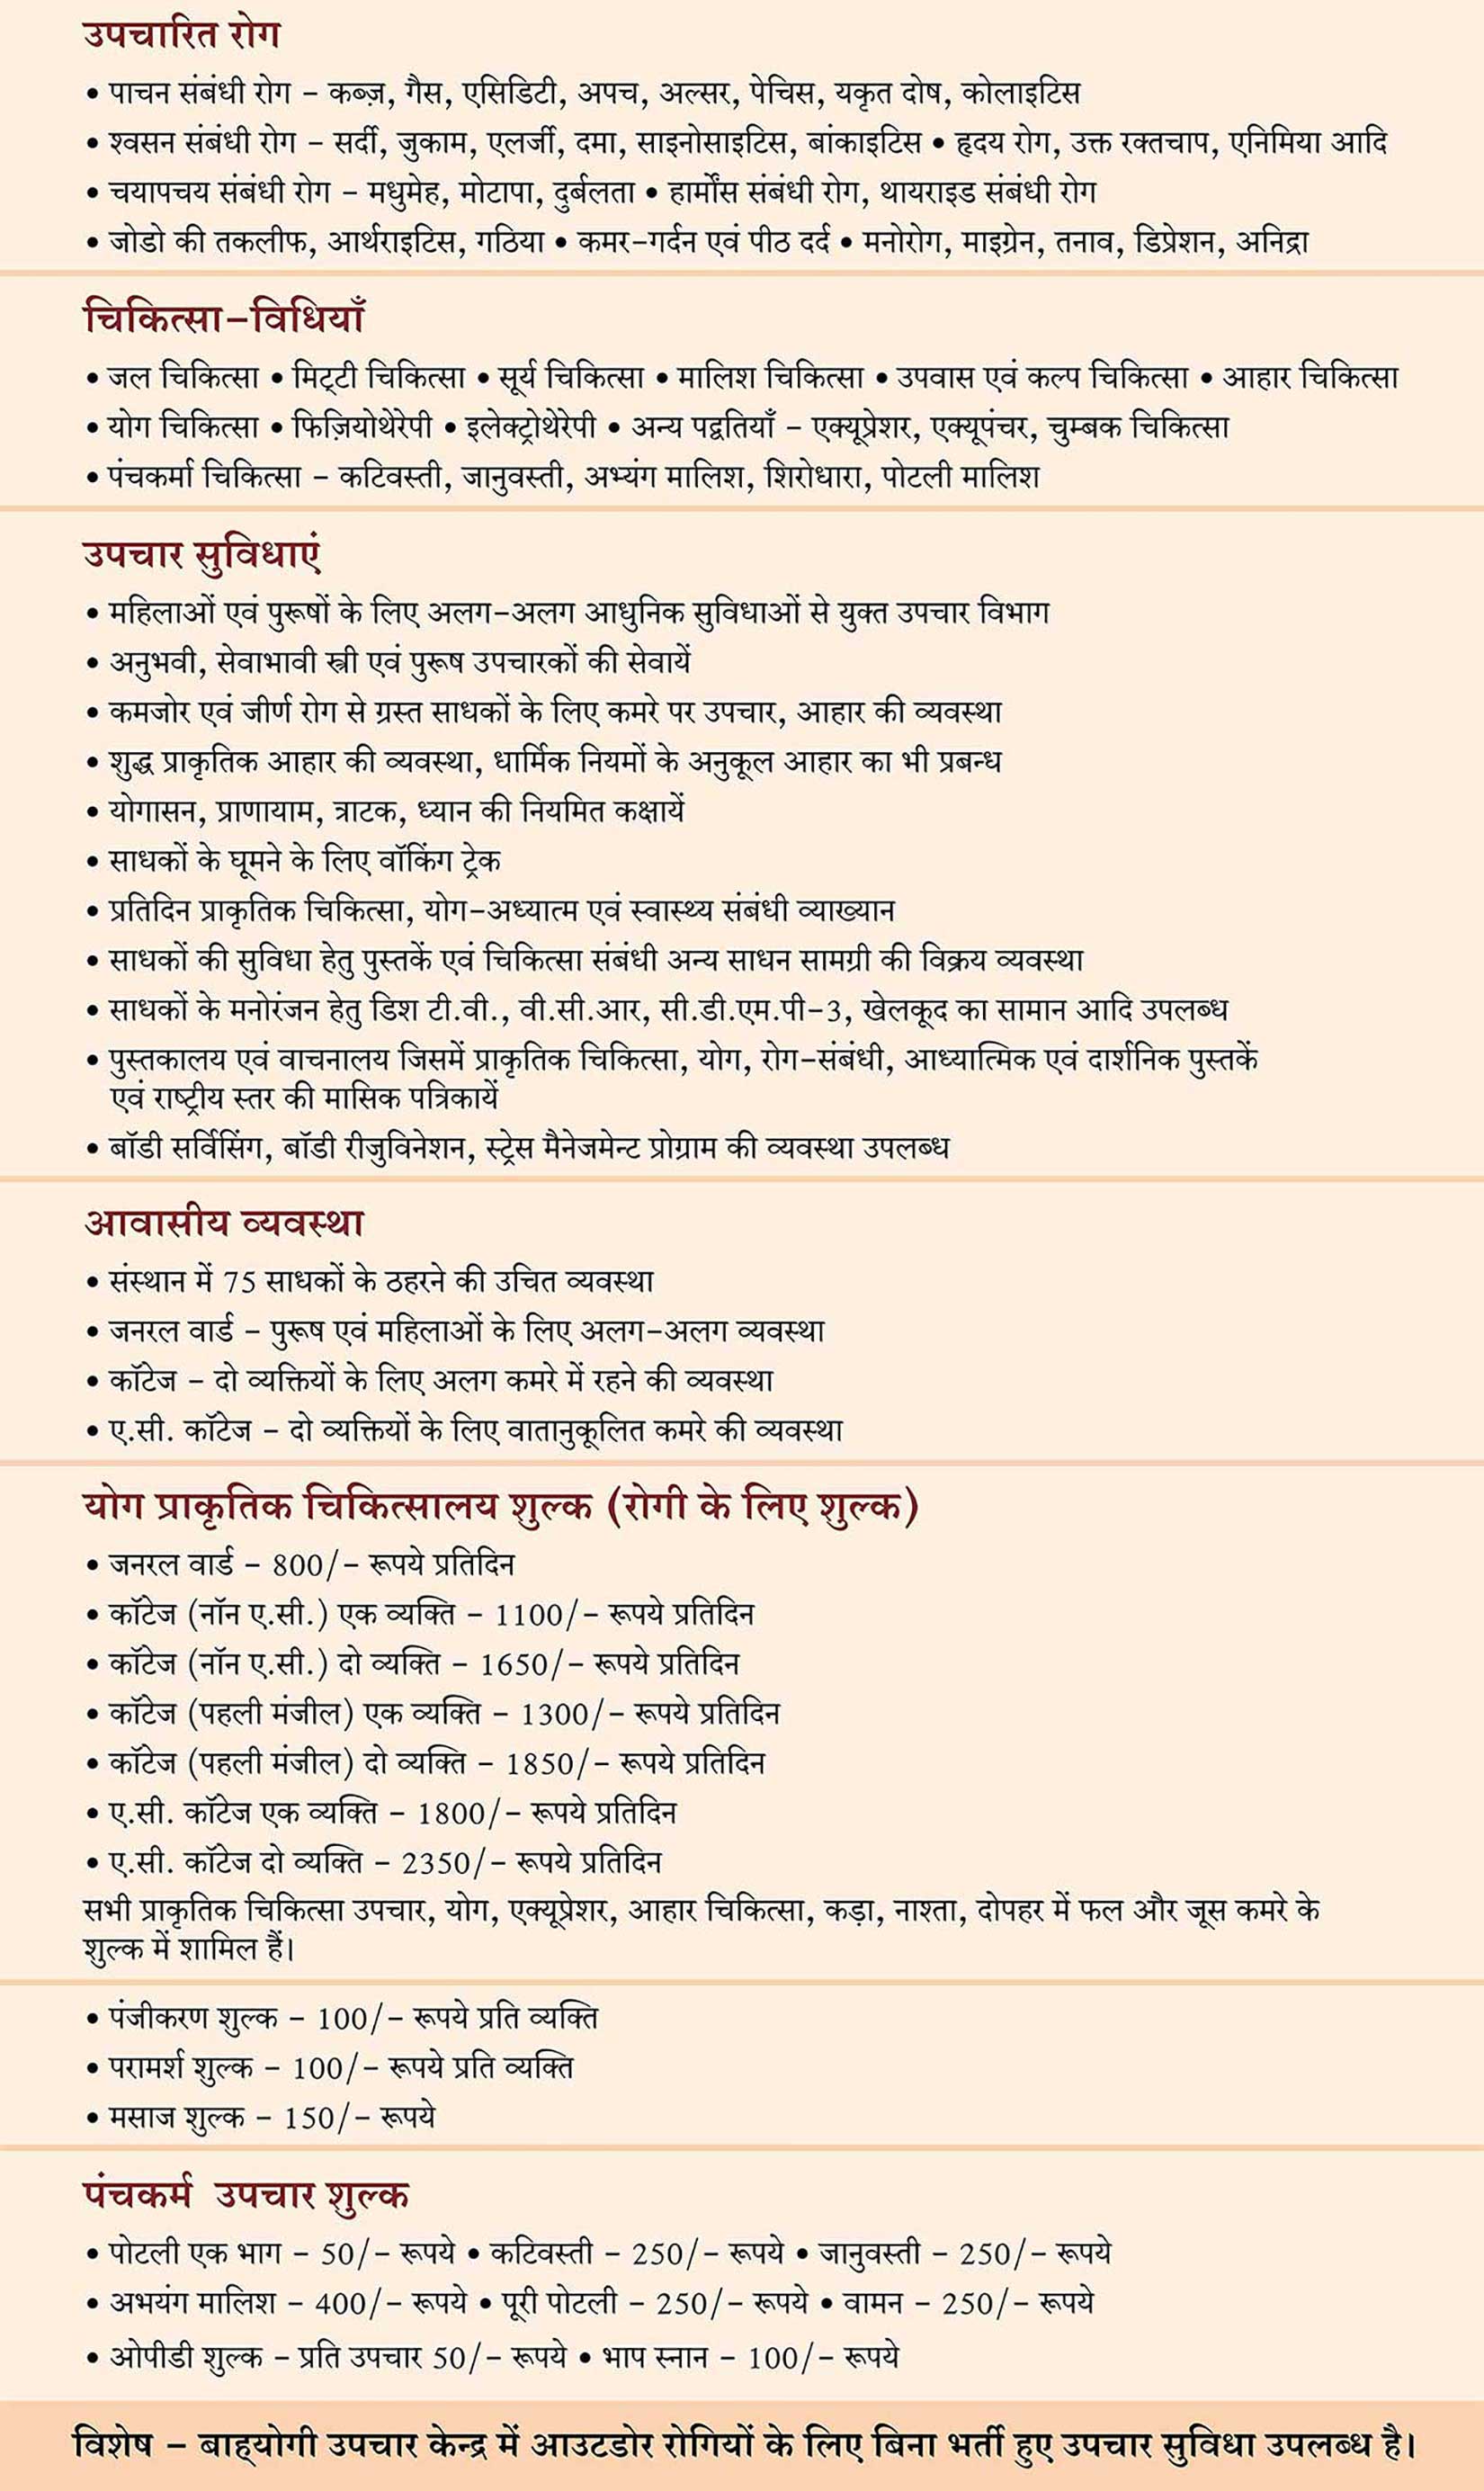 उपचारित रोग
• पाचन संबंधी रोग – कब्ज़, गैस, एसिडिटी, अपच, अल्सर, पेचिस, यकृत दोष, कोलाइटिस
• श्वसन संबंधी रोग – सर्दी, जुकाम, एलर्जी, दमा, साइनोसाइटिस, बांकाइटिस • हृदय रोग, उक्त रक्तचाप, एनिमिया आदि
• चयापचय संबंधी रोग – मधुमेह, मोटापा, दुर्बलता • हार्मोंस संबंधी रोग, थायराइड संबंधी रोग
• जोडो की तकलीफ, आर्थराइटिस, गठिया • कमर-गर्दन एवं पीठ दर्द • मनोरोग, माइग्रेन, तनाव, डिप्रेशन, अनिद्रा
चिकित्सा-विधियाँ
• जल चिकित्सा • मिट्टी चिकित्सा • सूर्य चिकित्सा • मालिश चिकित्सा • उपवास एवं कल्प चिकित्सा • आहार चिकित्सा
• योग चिकित्सा • फिज़ियोथेरेपी • इलेक्ट्रोथेरेपी • अन्य पद्वतियाँ – एक्यूप्रेशर, एक्यूपंचर, चुम्बक चिकित्सा
• पंचकर्मा चिकित्सा – कटिवस्ती, जानुवस्ती, अभ्यंग मालिश, शिरोधारा, पोटली मालिश
उपचार सुविधाएं
• महिलाओं एवं पुरूषों के लिए अलग-अलग आधुनिक सुविधाओं से युक्त उपचार विभाग
• अनुभवी, सेवाभावी स्त्री एवं पुरूष उपचारकों की सेवायें
• कमजोर एवं जीर्ण रोग से ग्रस्त साधकों के लिए कमरे पर उपचार, आहार की व्यवस्था
• शुद्ध प्राकृतिक आहार की व्यवस्था, धार्मिक नियमों के अनुकूल आहार का भी प्रबन्ध
• योगासन, प्राणायाम, त्राटक, ध्यान की नियमित कक्षायें
• साधकों के घूमने के लिए वॉकिंग ट्रेक
• प्रतिदिन प्राकृतिक चिकित्सा, योग-अध्यात्म एवं स्वास्थ्य संबंधी व्याख्यान
• साधकों की सुविधा हेतु पुस्तकें एवं चिकित्सा संबंधी अन्य साधन सामग्री की विक्रय व्यवस्था
• साधकों के मनोरंजन हेतु डिश टी.वी., वी.सी.आर, सी.डी.एम.पी-3, खेलकूद का सामान आदि उपलब्ध
• पुस्तकालय एवं वाचनालय जिसमें प्राकृतिक चिकित्सा, योग, रोग-संबंधी, आध्यात्मिक एवं दार्शनिक पुस्तकें
एवं राष्ट्रीय स्तर की मासिक पत्रिकायें
• बॉडी सर्विसिंग, बॉडी रीजुविनेशन, स्ट्रेस मैनेजमेन्ट प्रोग्राम की व्यवस्था उपलब्ध
आवासीय व्यवस्था
• संस्थान में 75 साधकों के ठहरने की उचित व्यवस्था
• जनरल वार्ड – पुरूष एवं महिलाओं के लिए अलग-अलग व्यवस्था
• कॉटेज – दो व्यक्तियों के लिए अलग कमरे में रहने की व्यवस्था
• ए.सी. कॉटेज – दो व्यक्तियों के लिए वातानुकूलित कमरे की व्यवस्था
योग प्राकृतिक चिकित्सालय शुल्क (रोगी के लिए शुल्क)
• जनरल वार्ड – 800/– रूपये प्रतिदिन
• कॉटेज (नॉन ए.सी.) एक व्यक्ति – 1100/– रूपये प्रतिदिन
• कॉटेज (नॉन ए.सी.) दो व्यक्ति – 1650/– रूपये प्रतिदिन
• कॉटेज (पहली मंजील) एक व्यक्ति – 1300/– रूपये प्रतिदिन
• कॉटेज (पहली मंजील) दो व्यक्ति – 1850/– रूपये प्रतिदिन
• ए.सी. कॉटेज एक व्यक्ति – 1800/– रूपये प्रतिदिन
• ए.सी. कॉटेज दो व्यक्ति – 2350/– रूपये प्रतिदिन
सभी प्राकृतिक चिकित्सा उपचार, योग, एक्यूप्रेशर, आहार चिकित्सा, कड़ा, नाश्ता, दोपहर में फल और जूस कमरे के
शुल्क में शामिल हैं।
• पंजीकरण शुल्क – 100/– रूपये प्रति व्यक्ति
• परामर्श शुल्क – 100/– रूपये प्रति व्यक्ति
• मसाज शुल्क – 150/– रूपये
पंचकर्म उपचार शुल्क
• पोटली एक भाग – 50/– रूपये • कटिवस्ती – 250/– रूपये • जानुवस्ती – 250/– रूपये
• अभयंग मालिश – 400/– रूपये • पूरी पोटली – 250/– रूपये • वामन – 250/– रूपये
• ओपीडी शुल्क – प्रति उपचार 50/– रूपये • भाप स्नान – 100/– रूपये
विशेष – बाह्योगी उपचार केन्द्र में आउटडोर रोगियों के लिए बिना भर्ती हुए उपचार सुविधा उपलब्ध है।